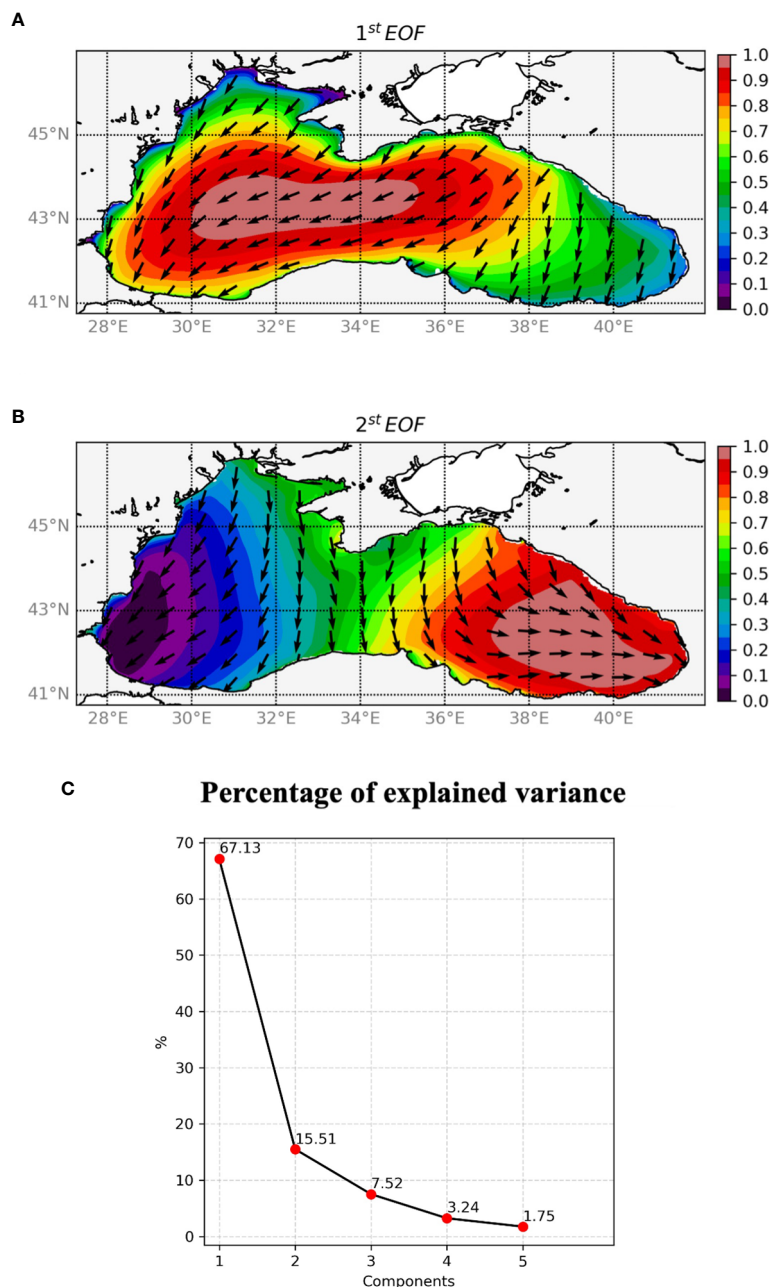 A
1st EOF
45°N
43°N
41°N
28°E 30°E 32°E 34°E 36°E 38°E 40°E
1.0
0.9
0.8
0.7
0.6
0.5
0.4
0.3
0.2
0.1
0.0
B
2st EOF
45°N
43°N
41°N
28°E 30°E 32°E 34°E 36°E 38°E 40°E
1.0
0.9
0.8
0.7
0.6
0.5
0.4
0.3
0.2
0.1
0.0
C
Percentage of explained variance
70
60
50
40
30
20
10
0
%
67.13
15.51
7.52
3.24
1.75
1 2 3 4 5
Components